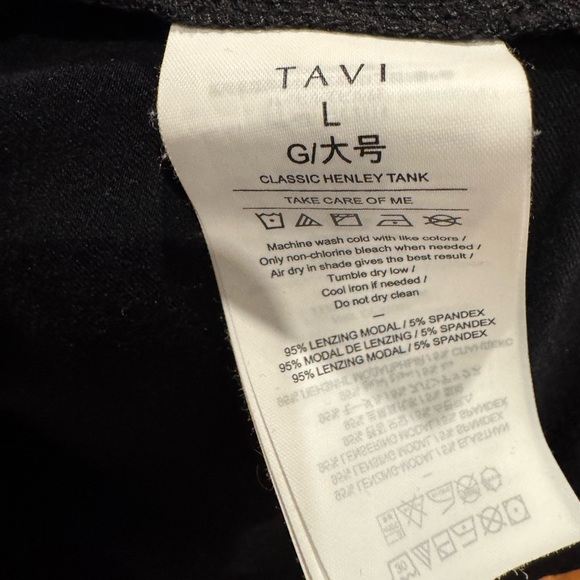 TAVI
L
G/大号
CLASSIC HENLEY TANK
TAKE CARE OF ME
Machine wash cold with like colors /
Only non-chlorine bleach when needed /
Air dry in shade gives the best result /
Tumble dry low /
Cool iron if needed /
Do not dry clean
—
95% LENZING MODAL / 5% SPANDEX
95% MODAL DE LENZING / 5% SPANDEX
95% LENZING MODAL / 5% SPANDEX